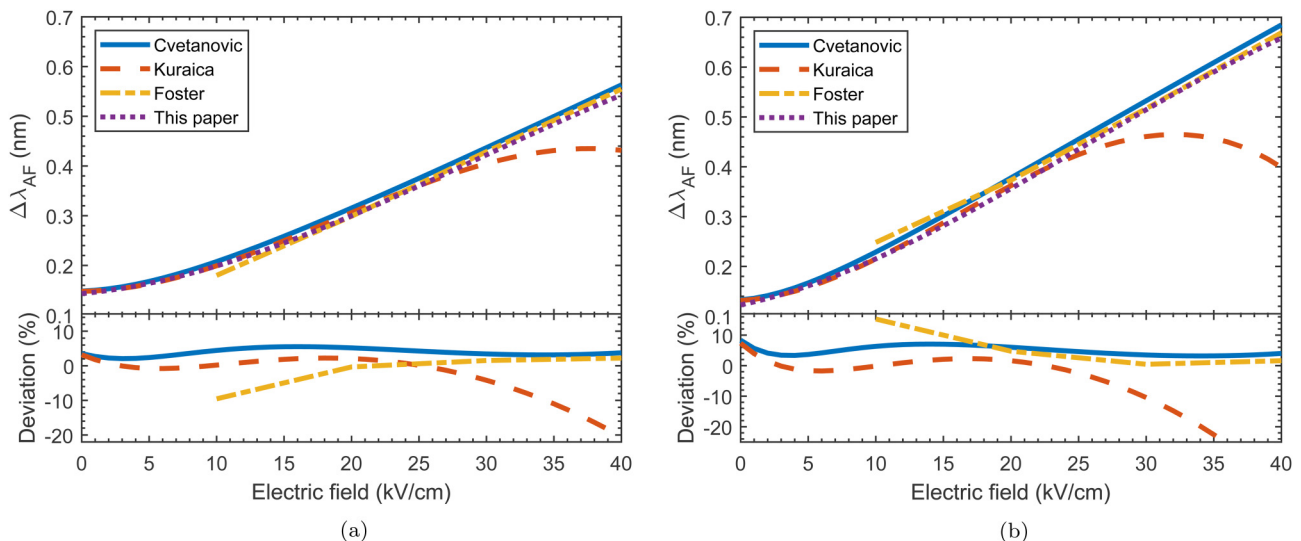 0.7
0.6
0.5
0.4
0.3
0.2
0.1
Δλ_AF (nm)
Cvetanovic
Kuraica
Foster
This paper
10
0
-10
-20
Deviation (%)
0 5 10 15 20 25 30 35 40
Electric field (kV/cm)
(a)
0.7
0.6
0.5
0.4
0.3
0.2
0.1
Δλ_AF (nm)
Cvetanovic
Kuraica
Foster
This paper
10
0
-10
-20
Deviation (%)
0 5 10 15 20 25 30 35 40
Electric field (kV/cm)
(b)